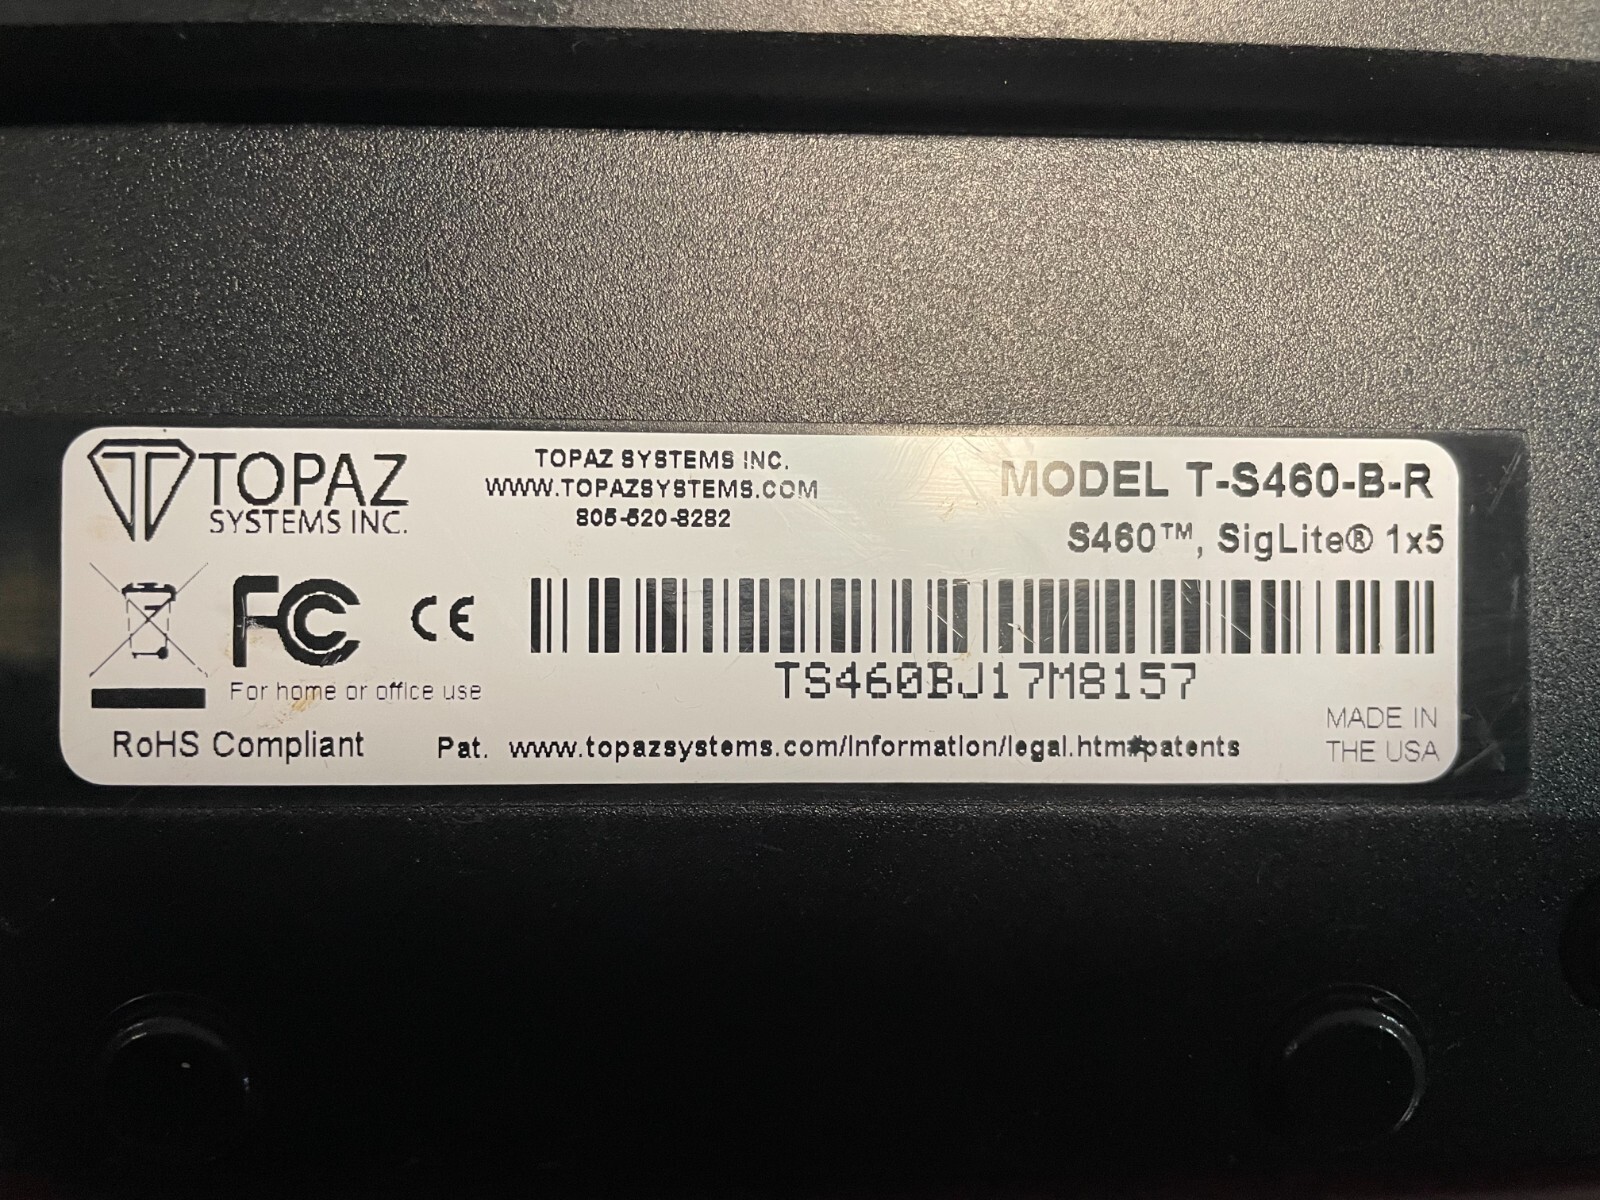 TOPAZ
SYSTEMS INC.
TOPAZ SYSTEMS INC.
WWW.TOPAZSYSTEMS.COM
805-520-8282
MODEL T-S460-B-R
S460™, SigLite® 1x5
FC CE
For home or office use
TS460BJ17M8157
RoHS Compliant
Pat. www.topazsystems.com/information/legal.htm#patents
MADE IN
THE USA